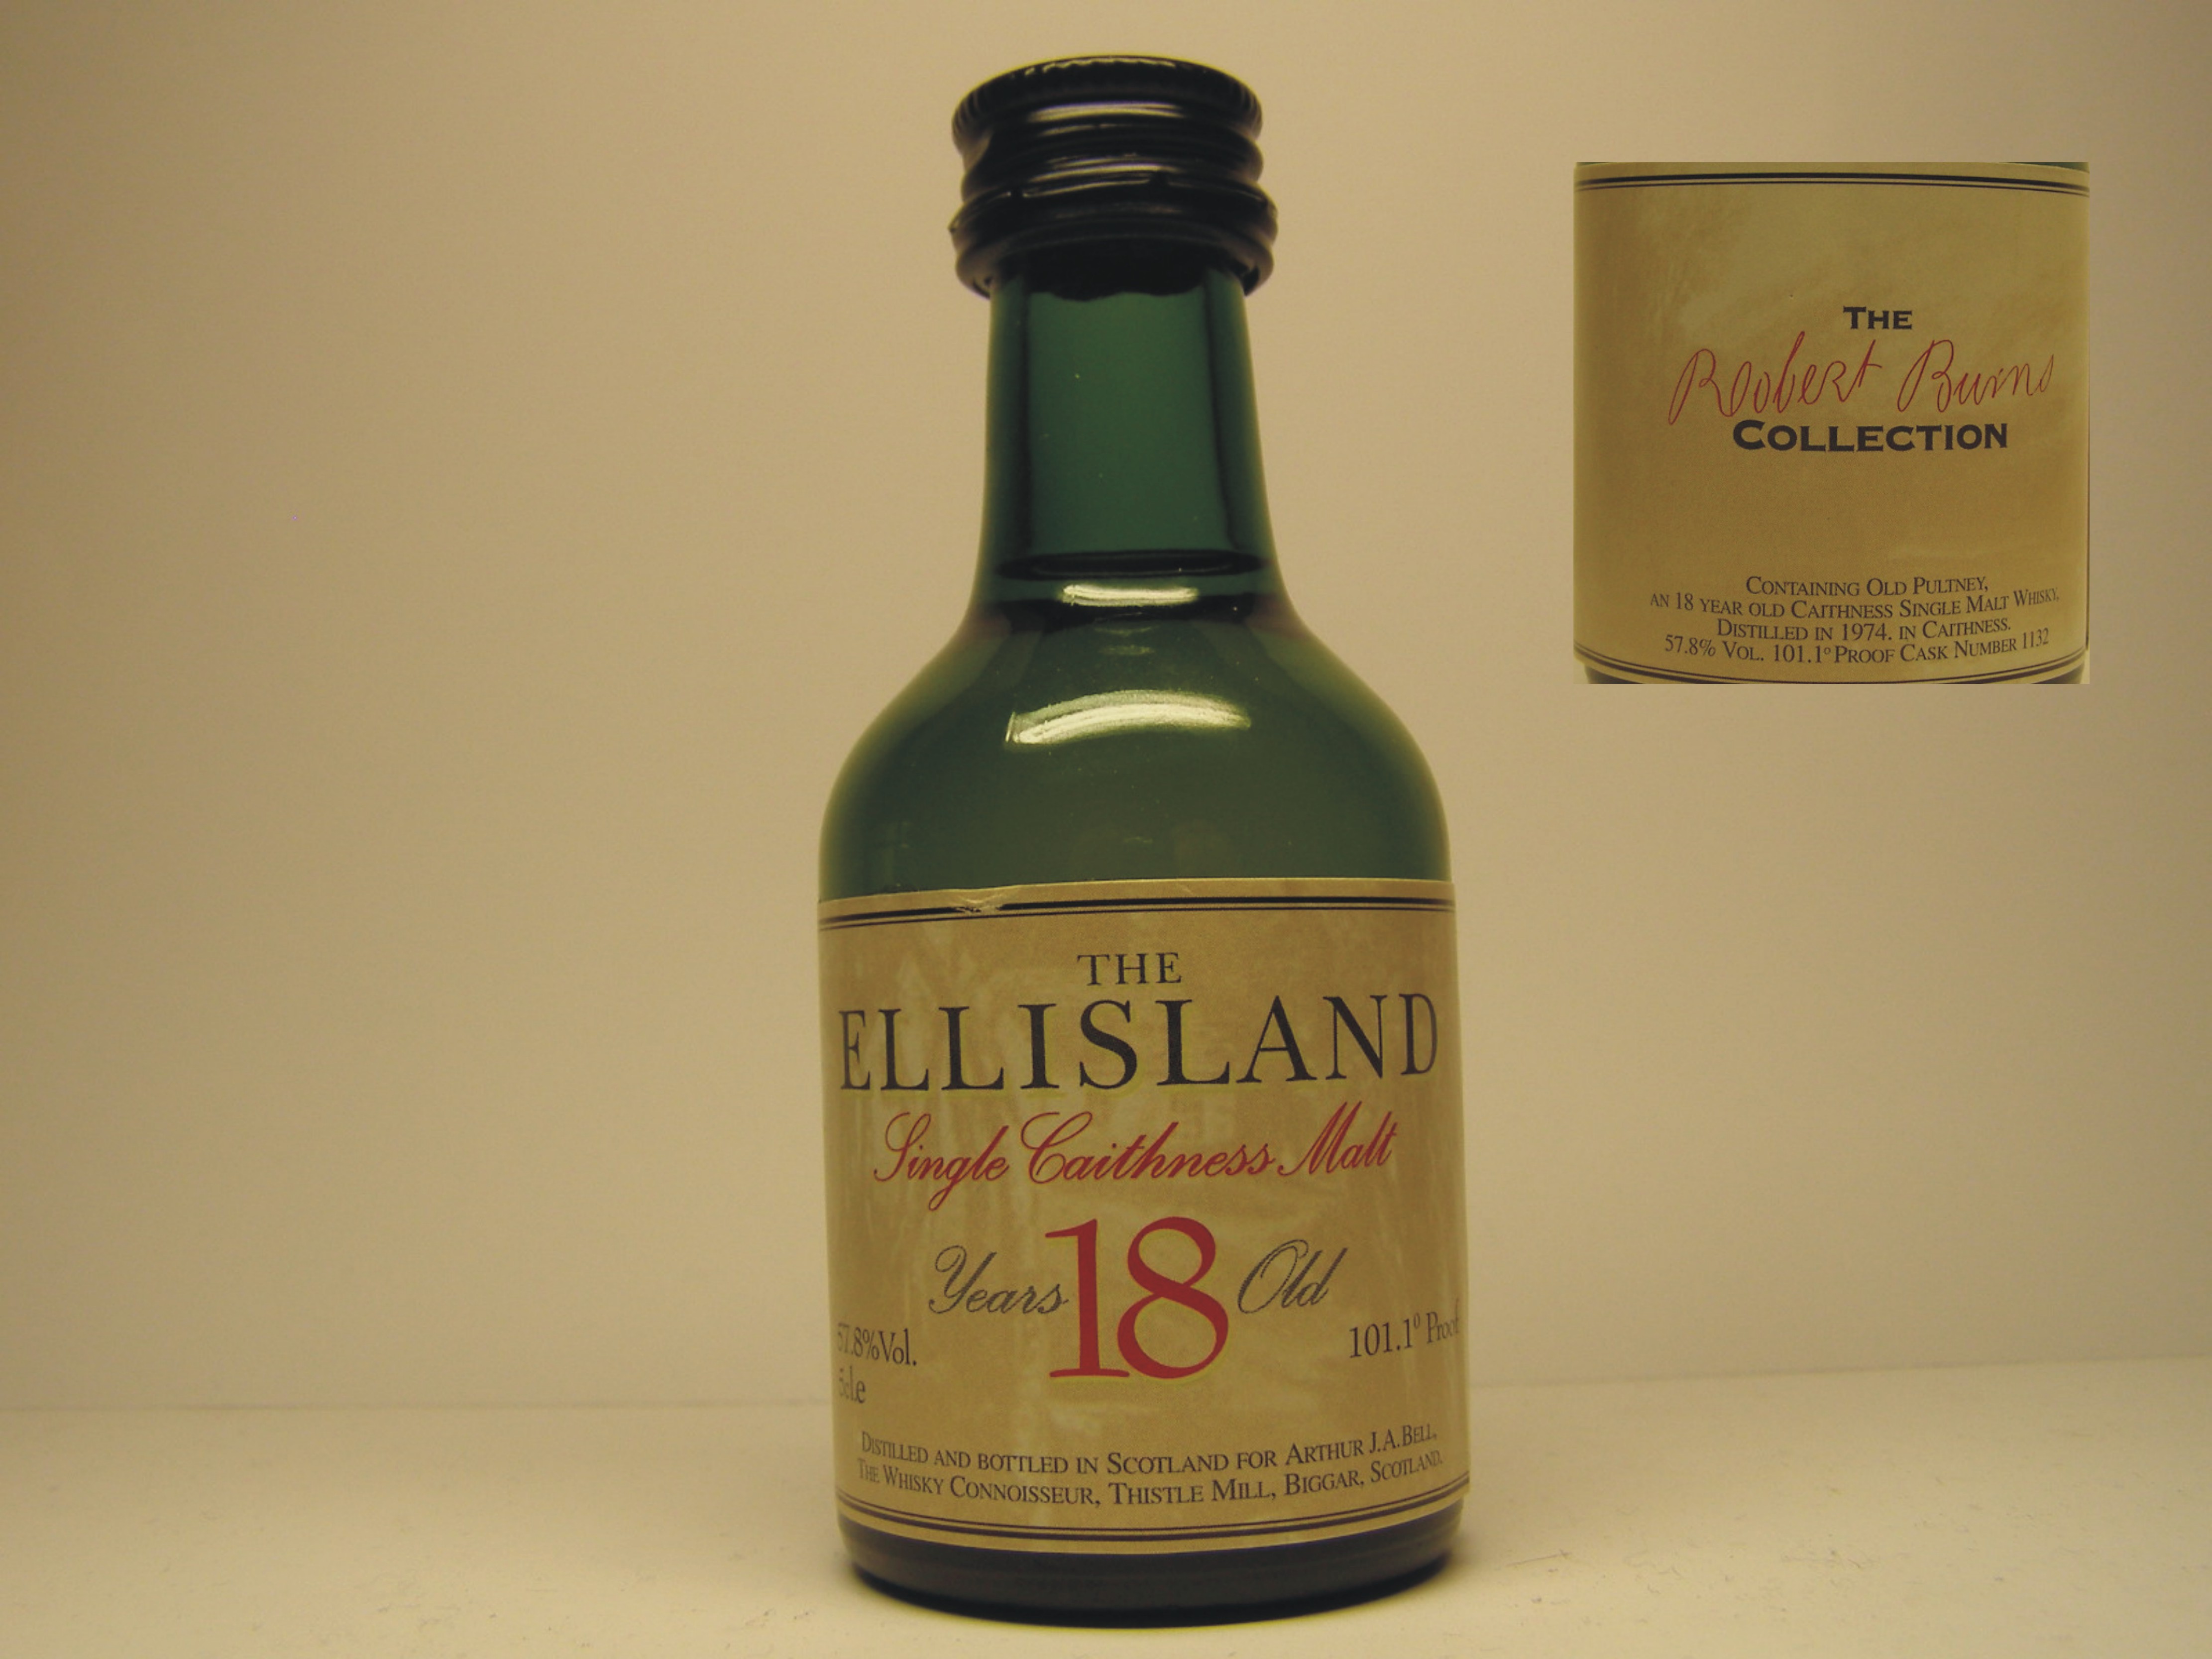 THE
ELLISLAND
Single Caithness Malt
Years 18 Old
57.8%Vol.
101.1° Proof
5cl.e
DISTILLED AND BOTTLED IN SCOTLAND FOR ARTHUR J.A.BELL,
THE WHISKY CONNOISSEUR, THISTLE MILL, BIGGAR, SCOTLAND.
THE
Robert Burns
COLLECTION
CONTAINING OLD PULTNEY,
AN 18 YEAR OLD CAITHNESS SINGLE MALT WHISKY.
DISTILLED IN 1974. IN CAITHNESS.
57.8% VOL. 101.1° PROOF CASK NUMBER 1132